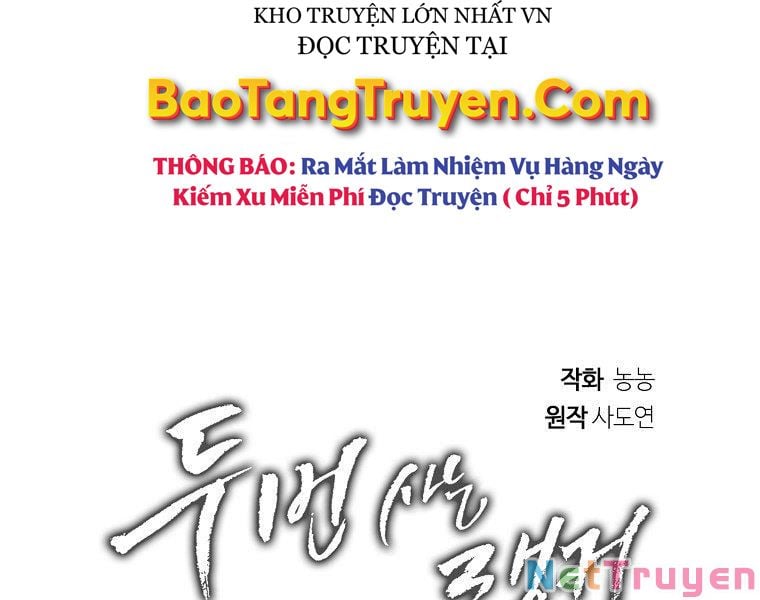 KHO TRUYỆN LỚN NHẤT VN
ĐỌC TRUYỆN TẠI
BaoTangTruyen.Com
THÔNG BÁO: Ra Mắt Làm Nhiệm Vụ Hàng Ngày
Kiếm Xu Miễn Phí Đọc Truyện ( Chỉ 5 Phút)
작화 농농
원작 사도연
두번 사는
랭커
NetTruyen